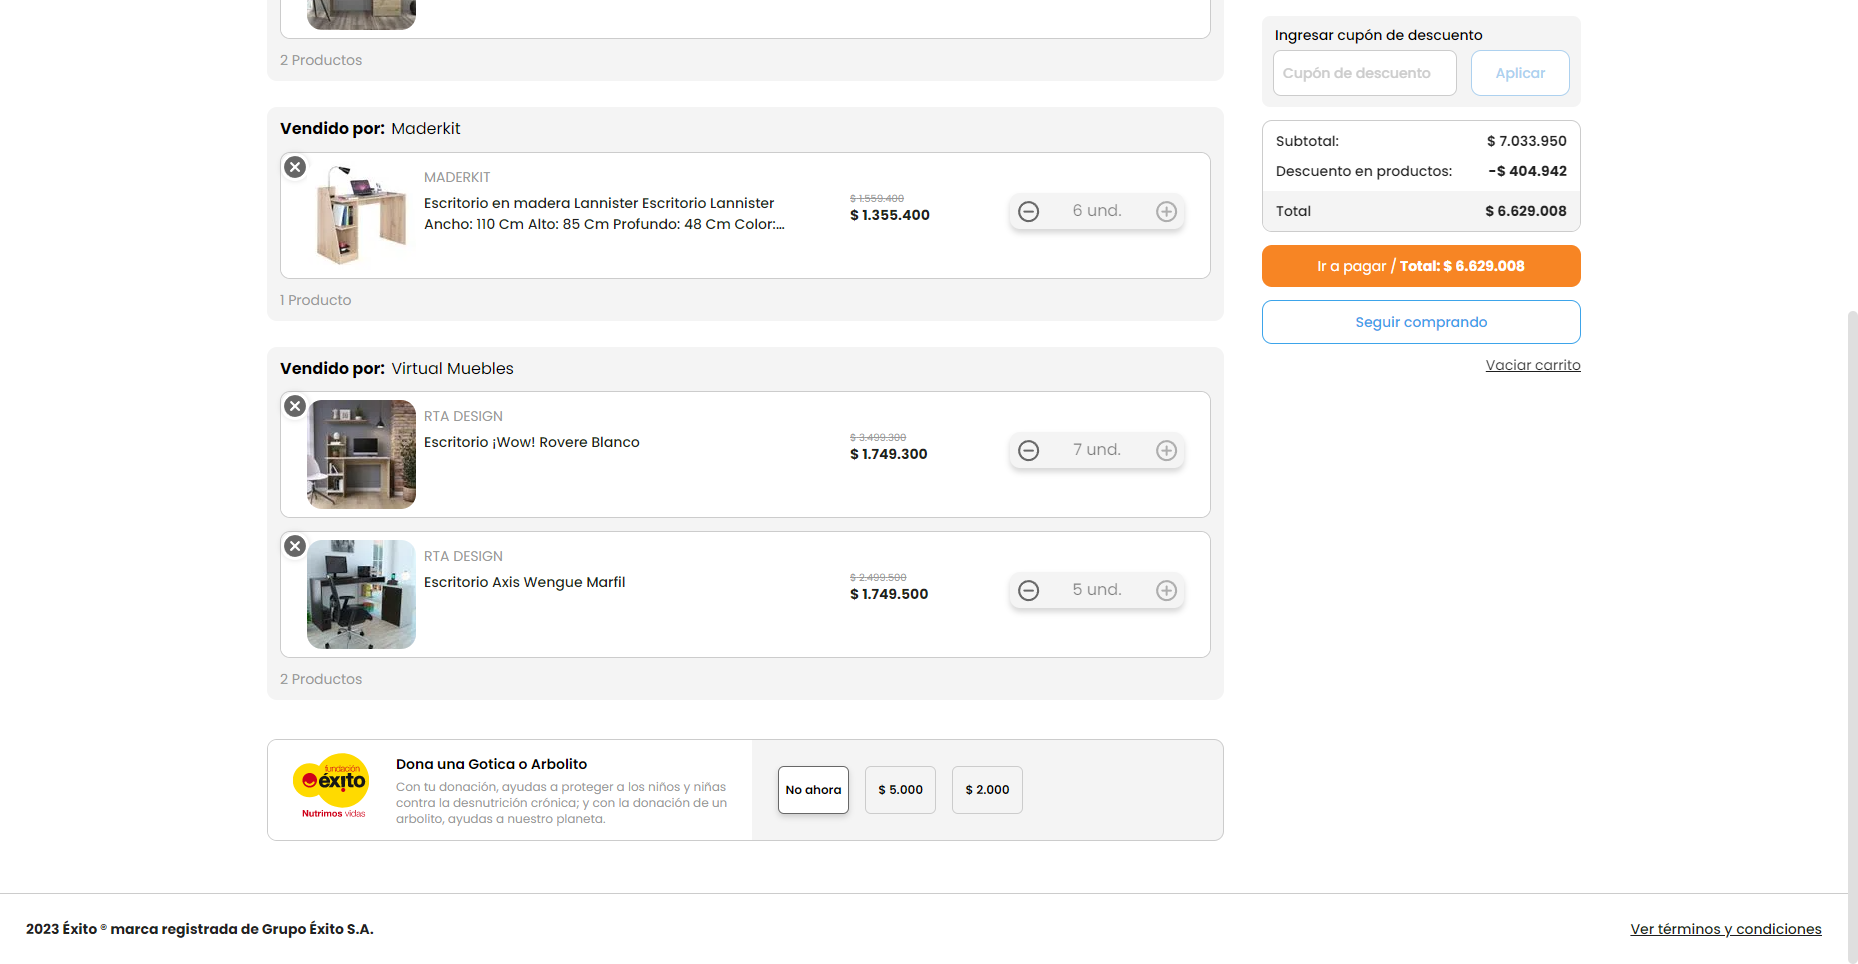 2 Productos
Vendido por: Maderkit
MADERKIT
Escritorio en madera Lannister Escritorio Lannister
Ancho: 110 Cm Alto: 85 Cm Profundo: 48 Cm Color:...
$ 1.559.400
$ 1.355.400
6 und.
1 Producto
Vendido por: Virtual Muebles
RTA DESIGN
Escritorio ¡Wow! Rovere Blanco
$ 3.499.300
$ 1.749.300
7 und.
RTA DESIGN
Escritorio Axis Wengue Marfil
$ 2.499.500
$ 1.749.500
5 und.
2 Productos
fundación
éxito
Nutrimos vidas
Dona una Gotica o Arbolito
Con tu donación, ayudas a proteger a los niños y niñas
contra la desnutrición crónica; y con la donación de un
arbolito, ayudas a nuestro planeta.
No ahora
$ 5.000
$ 2.000
Ingresar cupón de descuento
Cupón de descuento
Aplicar
Subtotal: $ 7.033.950
Descuento en productos: -$ 404.942
Total $ 6.629.008
Ir a pagar / Total: $ 6.629.008
Seguir comprando
Vaciar carrito
2023 Éxito ® marca registrada de Grupo Éxito S.A.
Ver términos y condiciones